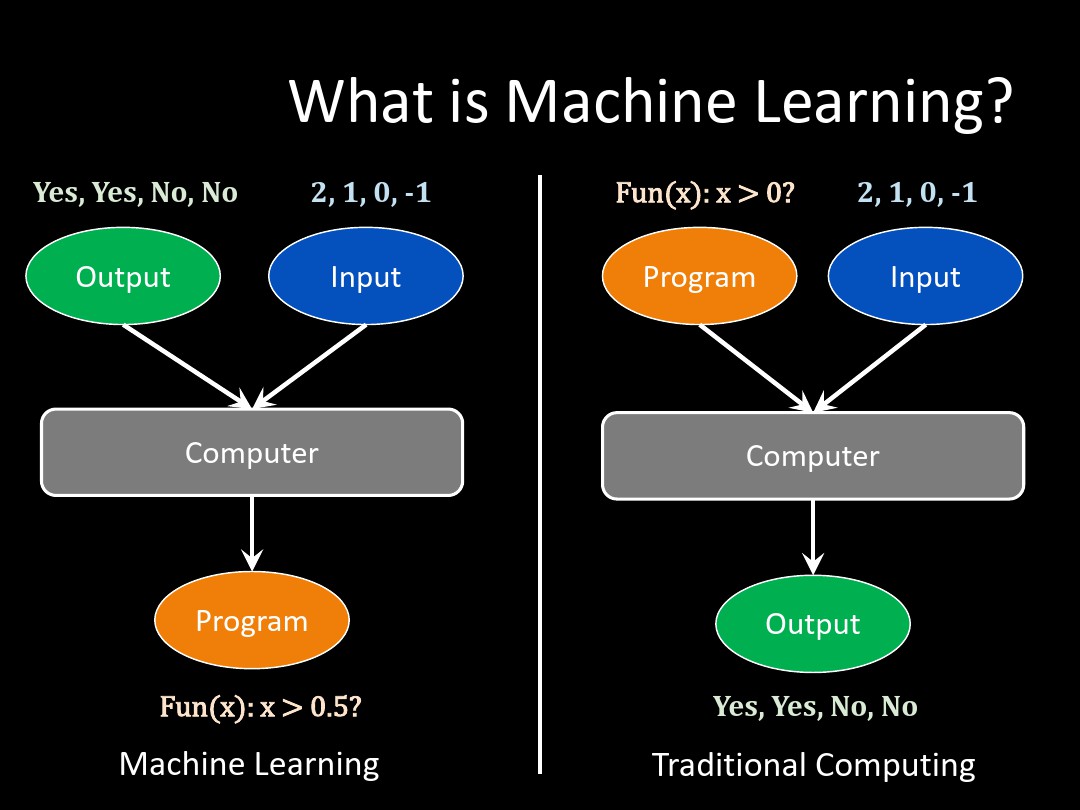 What is Machine Learning?
Yes, Yes, No, No
2, 1, 0, -1
Output
Input
Computer
Program
Fun(x): x > 0.5?
Machine Learning
Fun(x): x > 0?
2, 1, 0, -1
Program
Input
Computer
Output
Yes, Yes, No, No
Traditional Computing